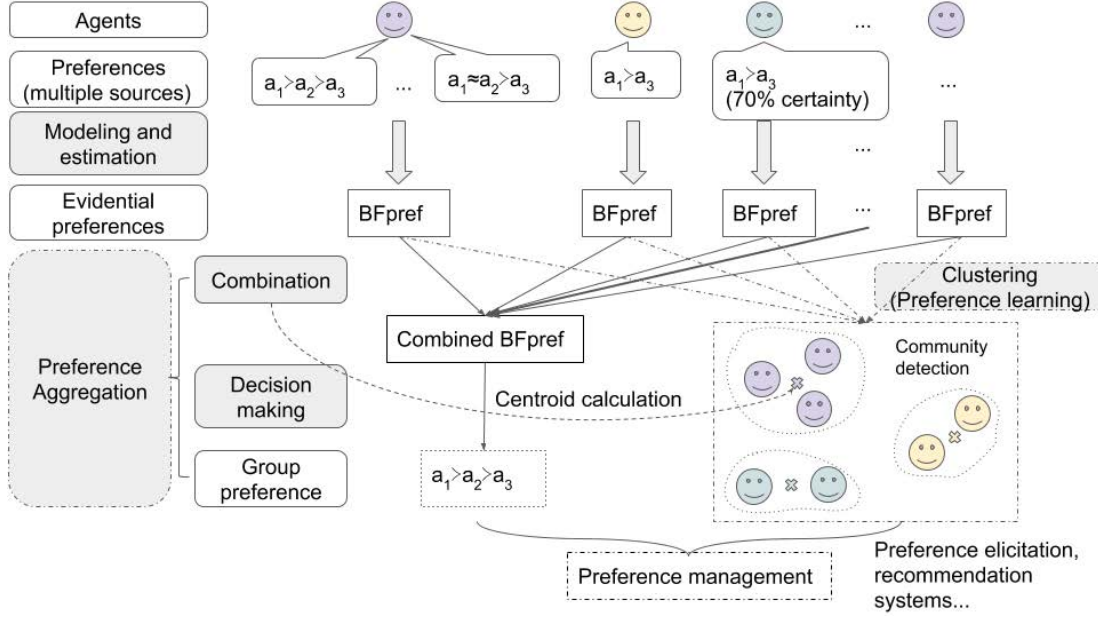 Agents
...
Preferences
(multiple sources)
a1>a2>a3
...
a1≈a2>a3
a1>a3
a1>a3
(70% certainty)
...
Modeling and
estimation
...
Evidential
preferences
BFpref
BFpref
BFpref
...
BFpref
Preference
Aggregation
Combination
Clustering
(Preference learning)
Combined BFpref
Community
detection
Decision
making
Centroid calculation
Group
preference
a1>a2>a3
Preference management
Preference elicitation,
recommendation
systems...